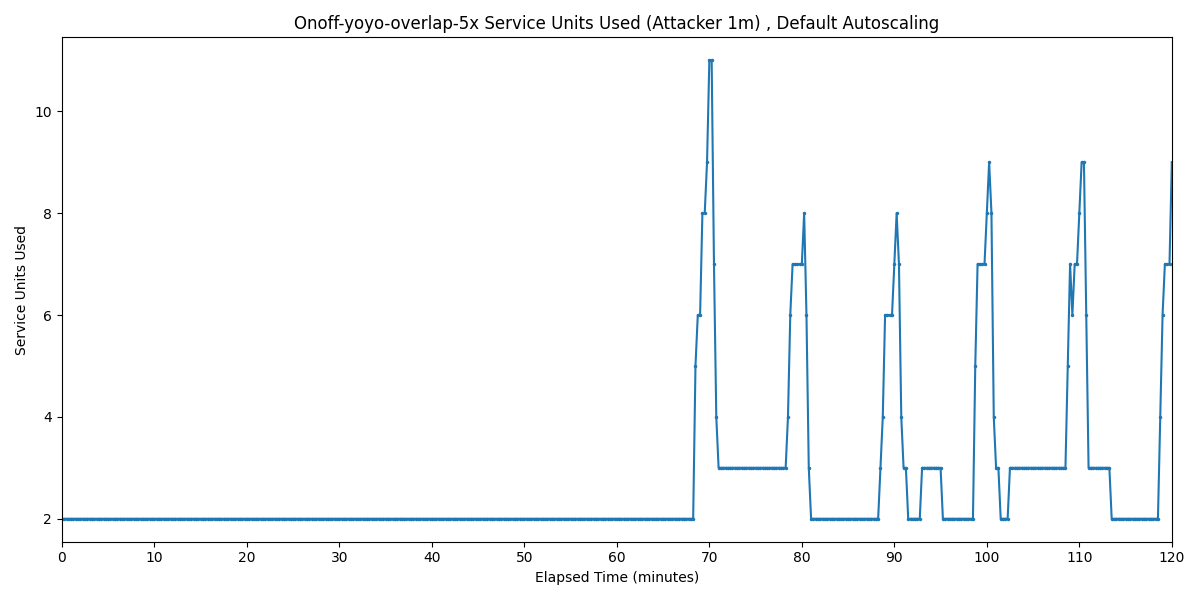 Onoff-yoyo-overlap-5x Service Units Used (Attacker 1m) , Default Autoscaling
Service Units Used
10
8
6
4
2
0 10 20 30 40 50 60 70 80 90 100 110 120
Elapsed Time (minutes)